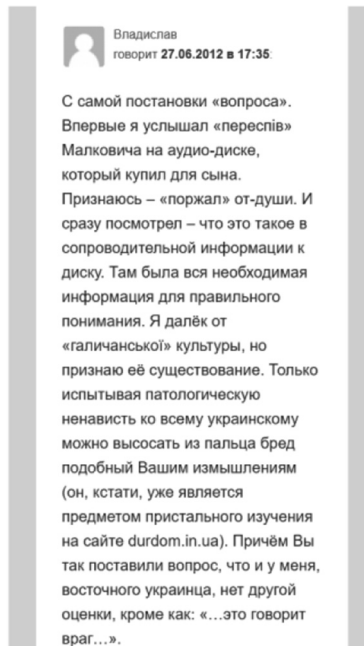 Владислав
говорит 27.06.2012 в 17:35:
С самой постановки «вопроса».
Впервые я услышал «переспів»
Малковича на аудио-диске,
который купил для сына.
Признаюсь – «поржал» от-души. И
сразу посмотрел – что это такое в
сопроводительной информации к
диску. Там была вся необходимая
информация для правильного
понимания. Я далёк от
«галичанської» культуры, но
признаю её существование. Только
испытывая патологическую
ненависть ко всему украинскому
можно высосать из пальца бред
подобный Вашим измышлениям
(он, кстати, уже является
предметом пристального изучения
на сайте durdom.in.ua). Причём Вы
так поставили вопрос, что и у меня,
восточного украинца, нет другой
оценки, кроме как: «…это говорит
враг…».